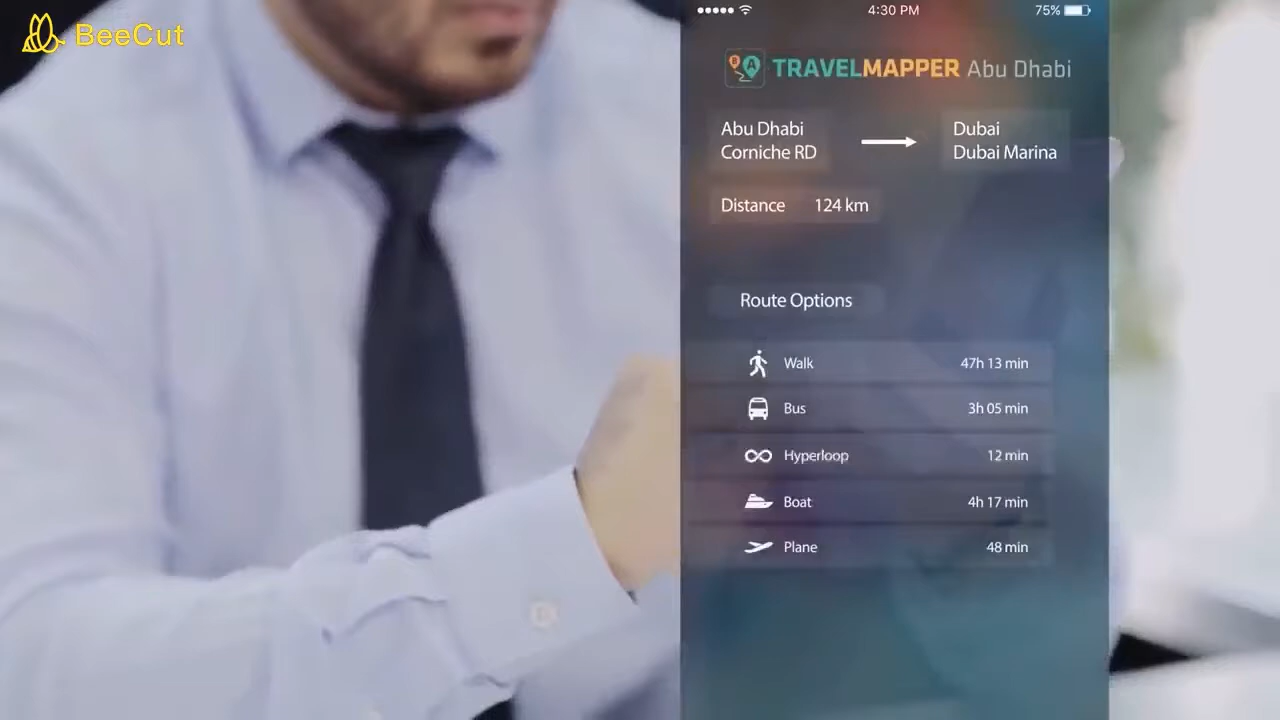 BeeCut
4:30 PM
75%
B A TRAVELMAPPER Abu Dhabi
Abu Dhabi
Corniche RD
Dubai
Dubai Marina
Distance 124 km
Route Options
Walk 47h 13 min
Bus 3h 05 min
Hyperloop 12 min
Boat 4h 17 min
Plane 48 min